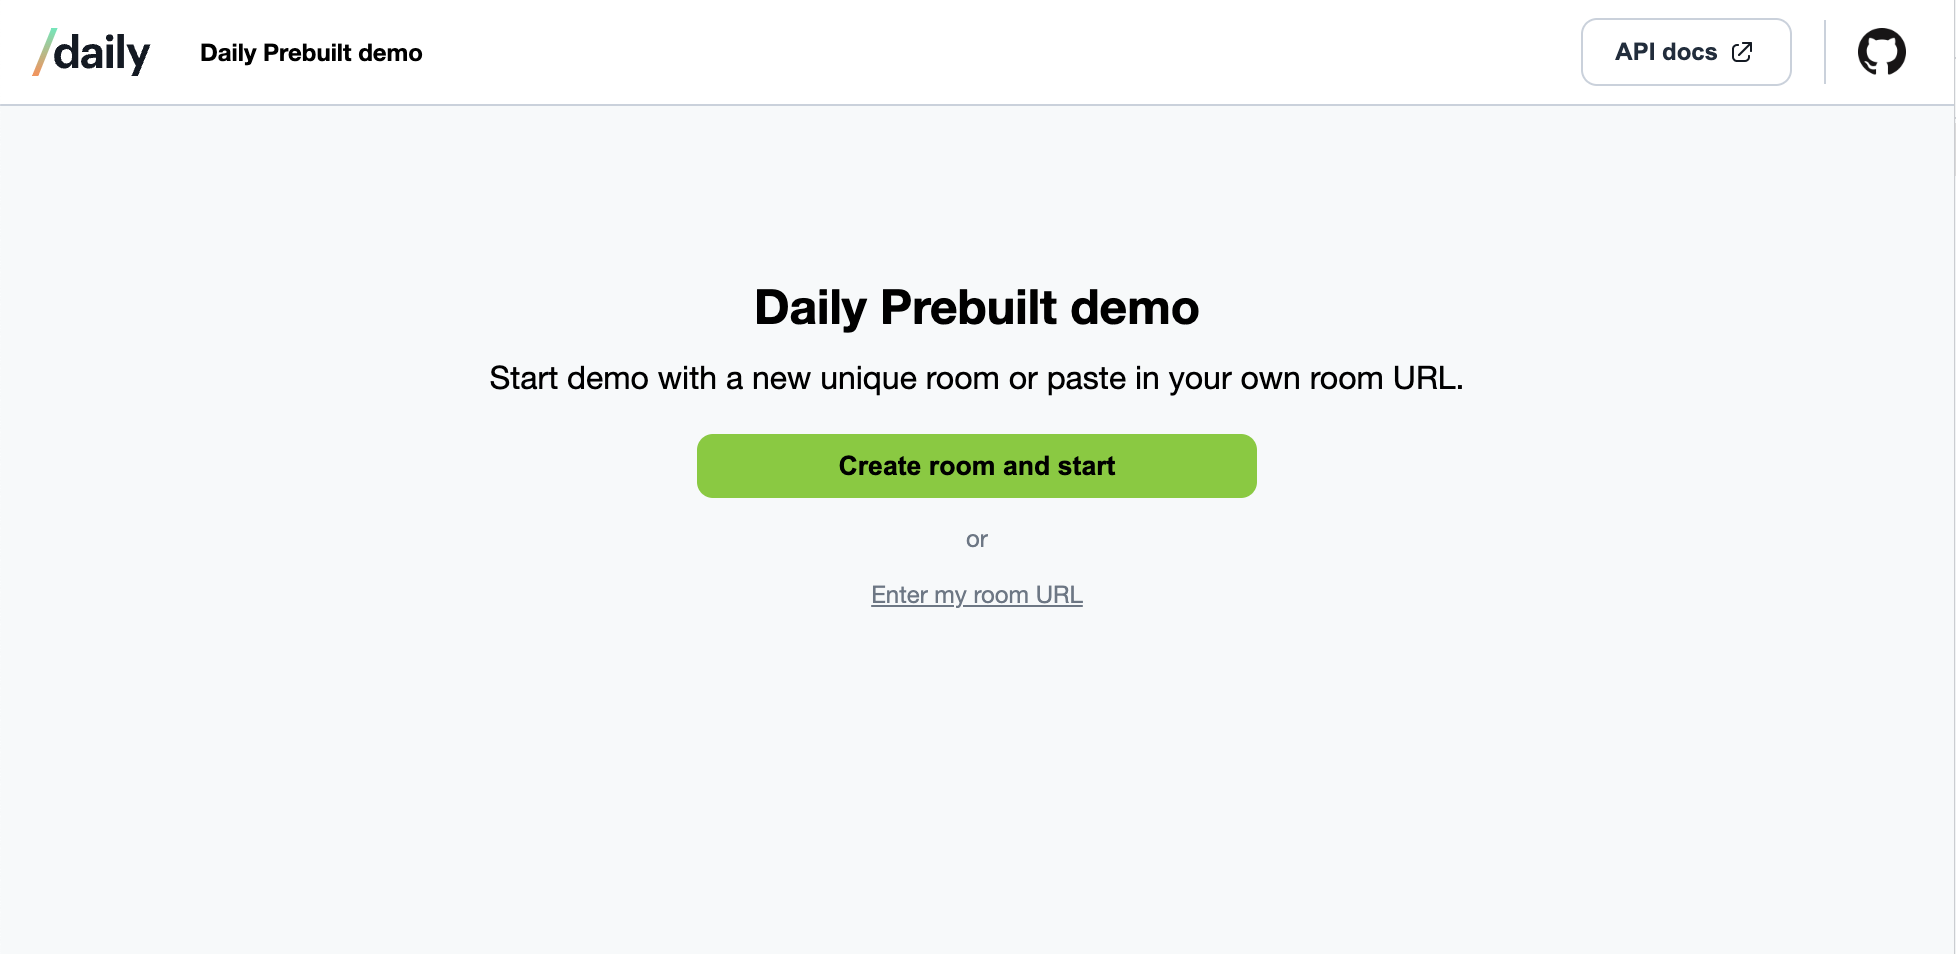 /daily
Daily Prebuilt demo
API docs
Daily Prebuilt demo
Start demo with a new unique room or paste in your own room URL.
Create room and start
or
Enter my room URL